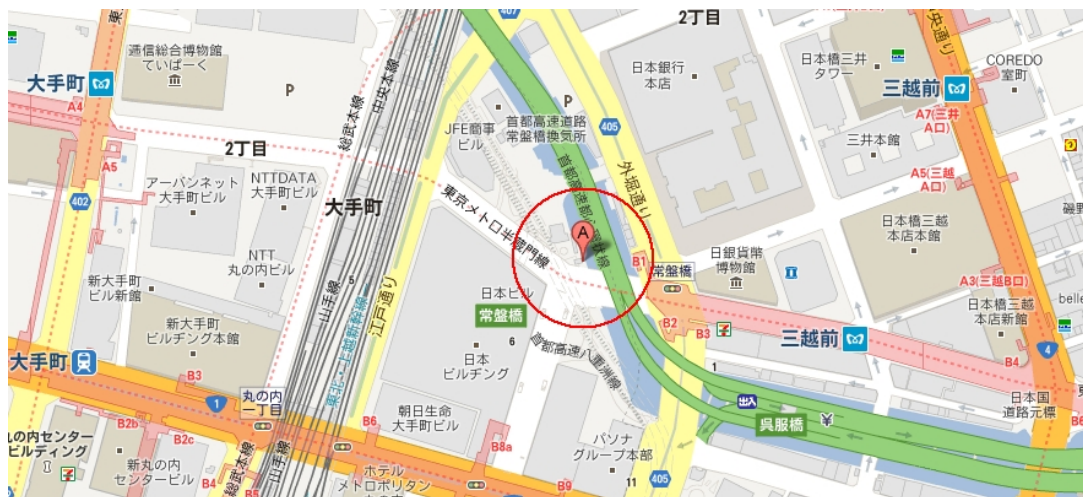 407
2丁目
逓信総合博物館
ていぱーく
大手町
A4
A5
2丁目
総武本線
中央本線
P
JFE商事
ビル
首都高速道路
常盤橋換気所
P
405
日本銀行
本店
日本橋三井
タワー
COREDO
室町
三越前
A7(三井
A口)
三井本館
A5(三越
A口)
アーバンネット
大手町ビル
NTTDATA
大手町ビル
402
大手町
東京メトロ半蔵門線
外堀通り
A
日本橋三越
本店本館
NTT
丸の内ビル
5
山手線
東北・上越新幹線
江戸通り
B1
常盤橋
日銀貨幣
博物館
A3(三越B口)
新大手町
ビル新館
日本ビル
常盤橋
日本橋三越
本店新館
新大手町
ビルヂング本館
B2
B3
三越前
4
6
首都高速八重洲線
日本
ビルヂング
大手町
B3
1
丸の内
一丁目
B4
1
出入
呉服橋
日本国
道路元標
B6
朝日生命
大手町ビル
B2b
B2c
B8a
パソナ
グループ本部
丸の内センター
ビルディング
新丸の内
センタービル
B4
B5
総武本線
山手線
ホテル
メトロポリタン
B9
11
405